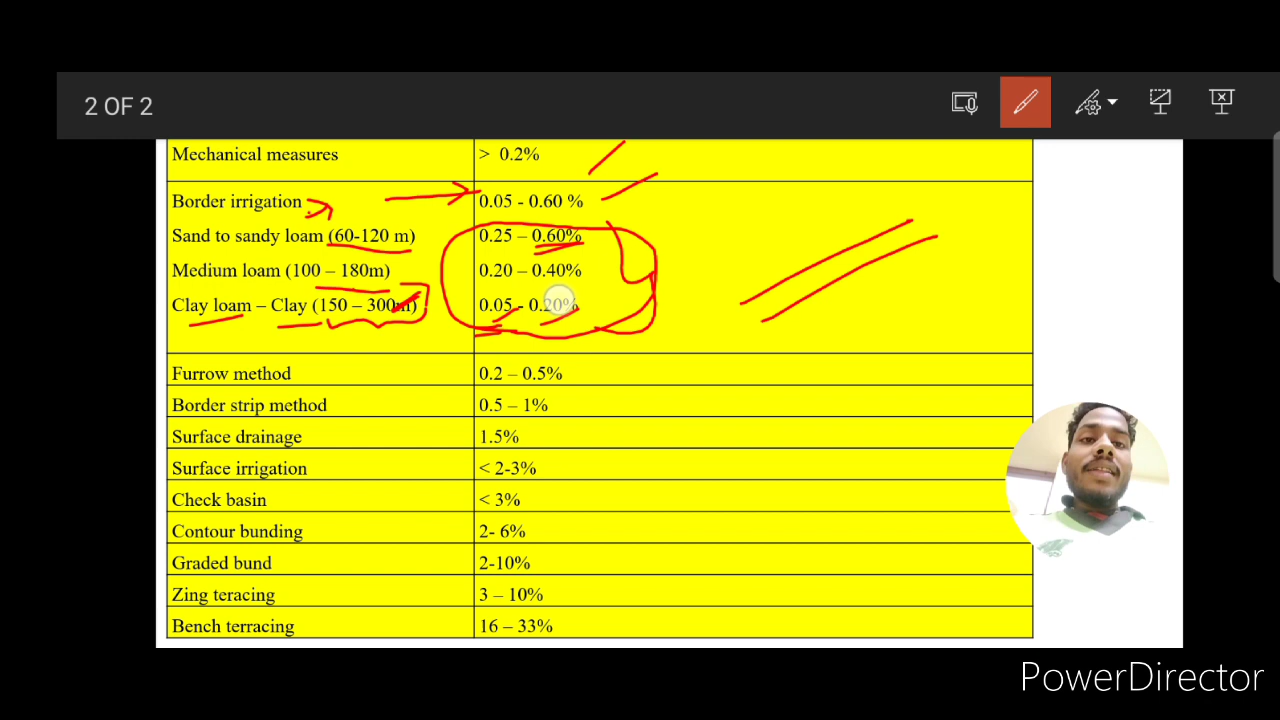 2 OF 2
Mechanical measures > 0.2%
Border irrigation 0.05 - 0.60 %
Sand to sandy loam (60-120 m) 0.25 – 0.60%
Medium loam (100 – 180m) 0.20 – 0.40%
Clay loam – Clay (150 – 300m) 0.05 - 0.20%
Furrow method 0.2 – 0.5%
Border strip method 0.5 – 1%
Surface drainage 1.5%
Surface irrigation < 2-3%
Check basin < 3%
Contour bunding 2- 6%
Graded bund 2-10%
Zing teracing 3 – 10%
Bench terracing 16 – 33%
PowerDirector